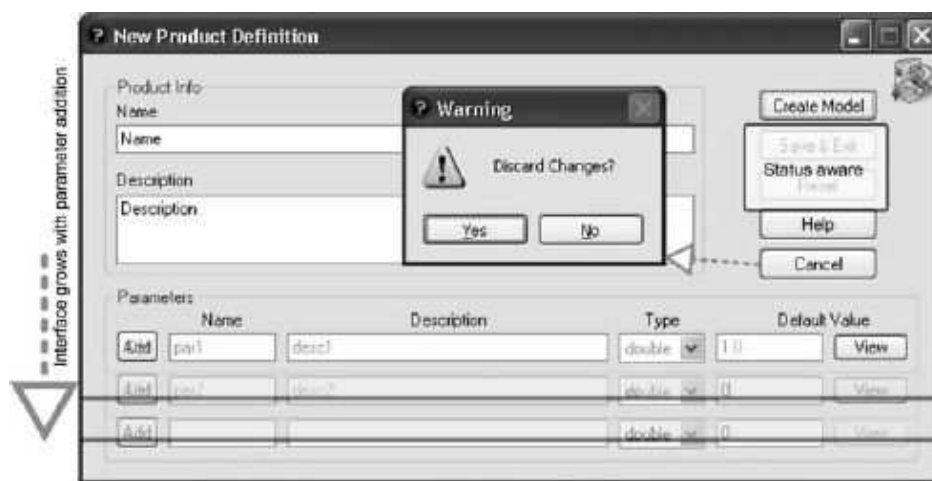 New Product Definition
Interface grows with parameter addition
Product Info
Name
Name
Description
Description
Warning
Discard Changes?
Yes
No
Create Model
Save & Exit
Status aware
Help
Cancel
Parameters
Name Description Type Default Value
Add par1 desc1 double 1.0 View
Add par2 desc2 double 0 View
Add double 0 View